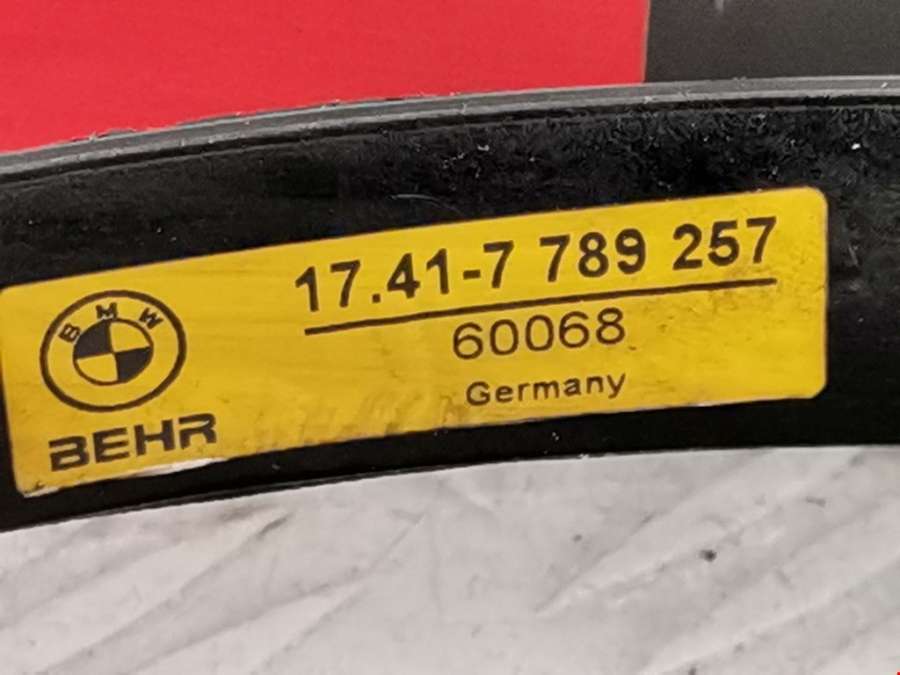 17.41-7 789 257
60068
Germany
BMW
BEHR